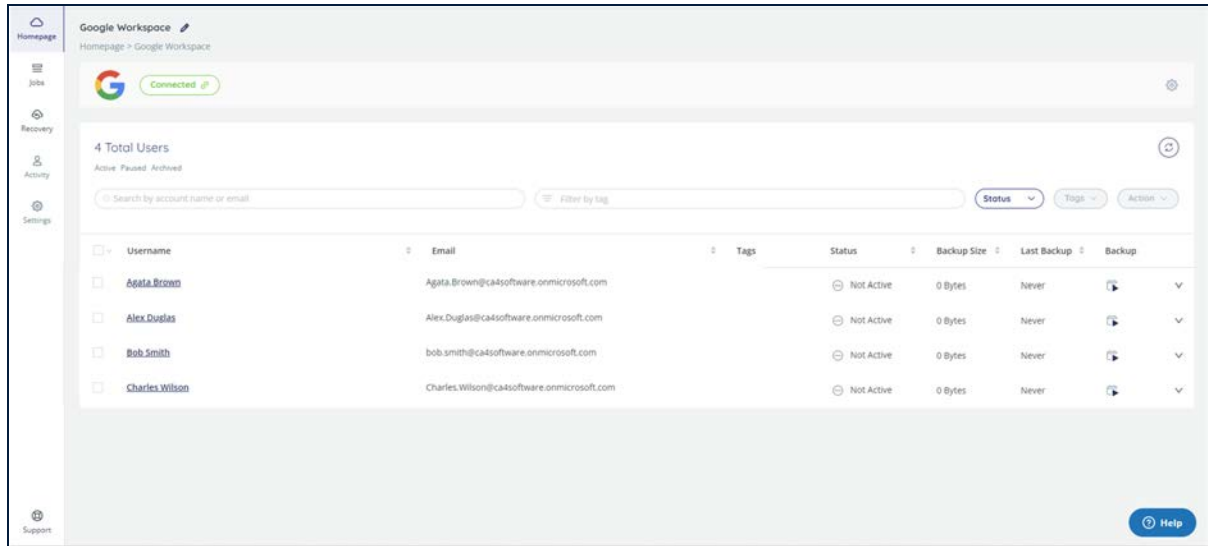 Homepage
Jobs
Recovery
Activity
Settings
Support
Google Workspace
Homepage > Google Workspace
Connected
4 Total Users
Active Paused Archived
Search by account name or email
Filter by tag
Status
Tags
Action
Username Email Tags Status Backup Size Last Backup Backup
Agata Brown Agata.Brown@ca4software.onmicrosoft.com Not Active 0 Bytes Never
Alex Duglas Alex.Duglas@ca4software.onmicrosoft.com Not Active 0 Bytes Never
Bob Smith bob.smith@ca4software.onmicrosoft.com Not Active 0 Bytes Never
Charles Wilson Charles.Wilson@ca4software.onmicrosoft.com Not Active 0 Bytes Never
Help